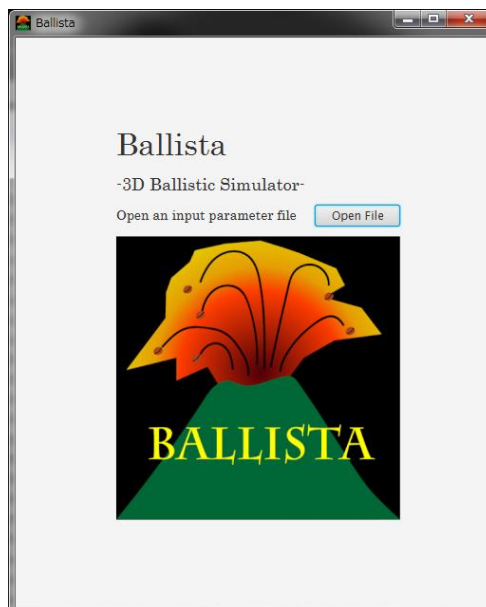 Ballista
Ballista
-3D Ballistic Simulator-
Open an input parameter file Open File
BALLISTA